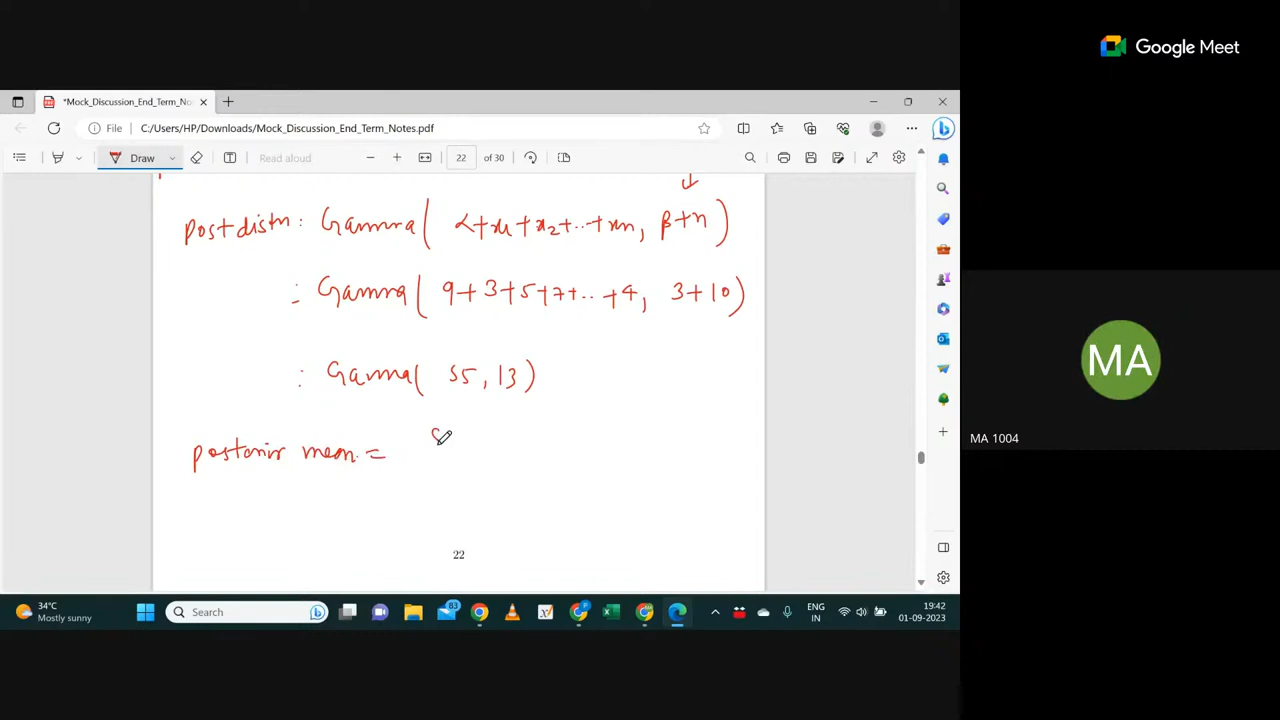 Google Meet
*Mock_Discussion_End_Term_No
File C:/Users/HP/Downloads/Mock_Discussion_End_Term_Notes.pdf
Draw Read aloud 22 of 30
post distn : Gamma( α+x1+x2+...+xn, β+n )
: Gamma( 9+3+5+7+...+4, 3+10 )
: Gamma( 55, 13 )
posterior mean =
22
MA
MA 1004
34°C
Mostly sunny
Search
83
ENG
IN
19:42
01-09-2023